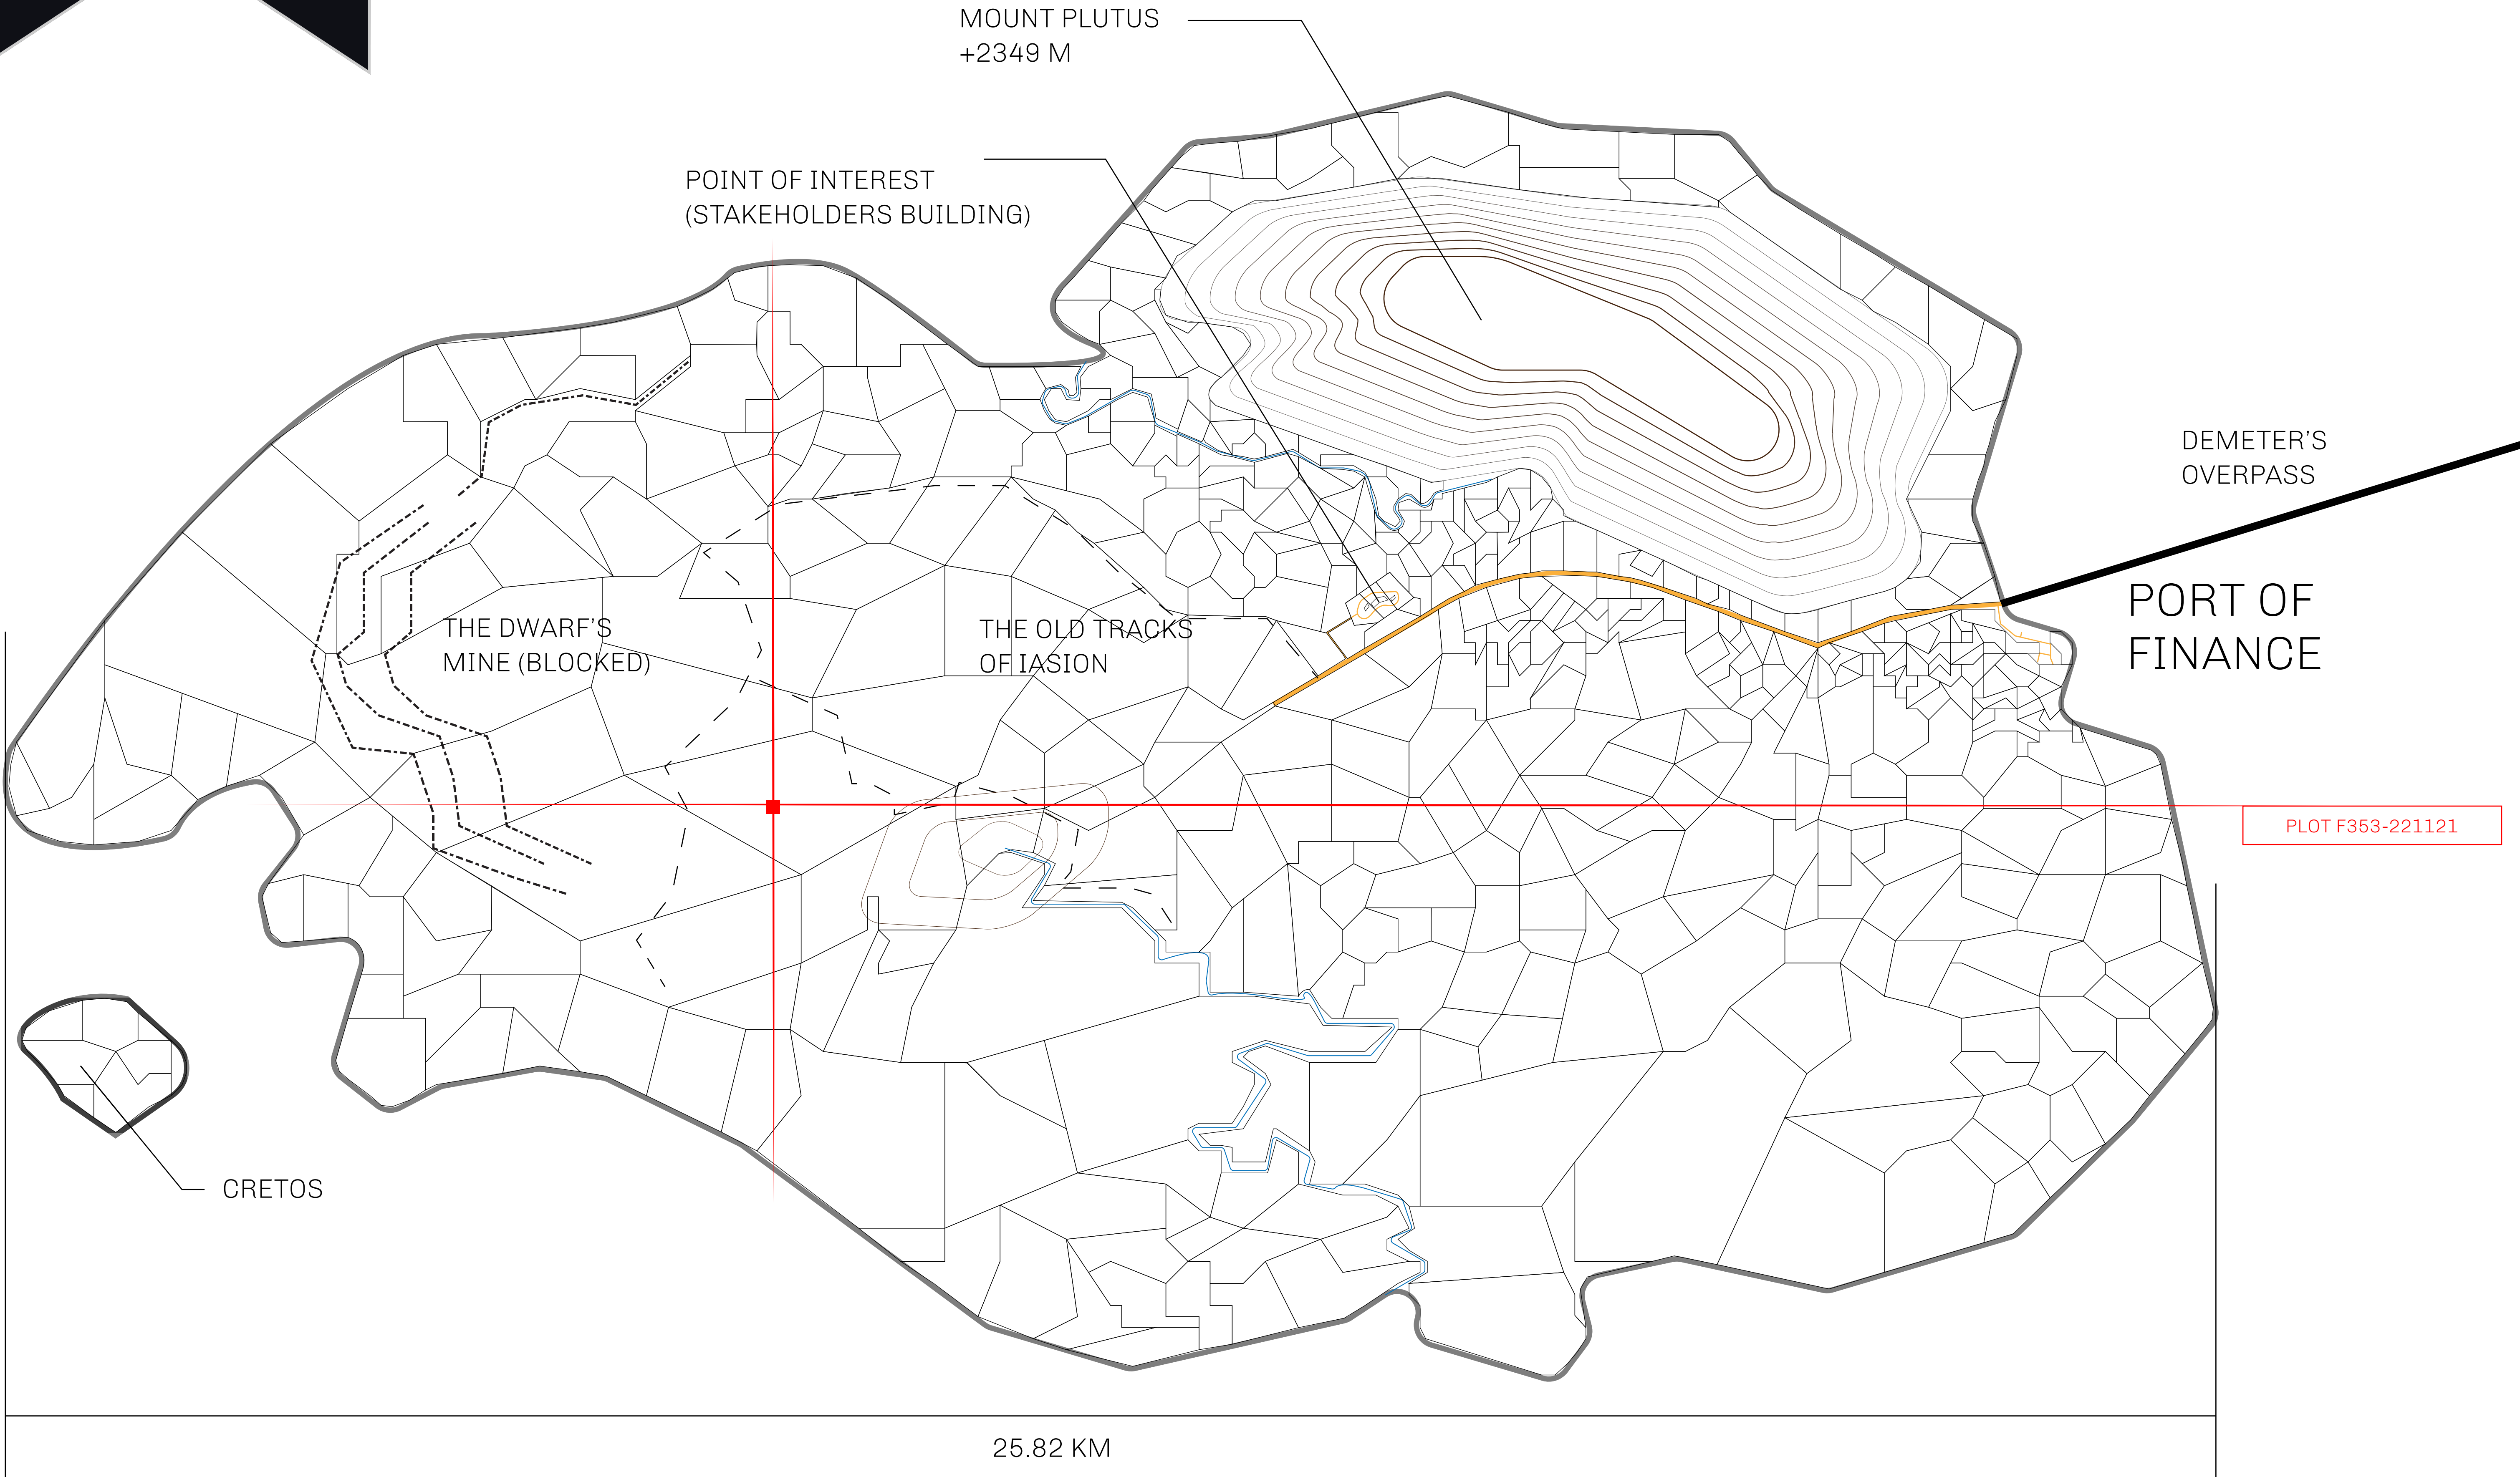 MOUNT PLUTUS
+2349 M
POINT OF INTEREST
(STAKEHOLDERS BUILDING)
DEMETER'S
OVERPASS
PORT OF
FINANCE
THE DWARF'S
MINE (BLOCKED)
THE OLD TRACKS
OF IASION
PLOT F353-221121
CRETOS
25.82 KM